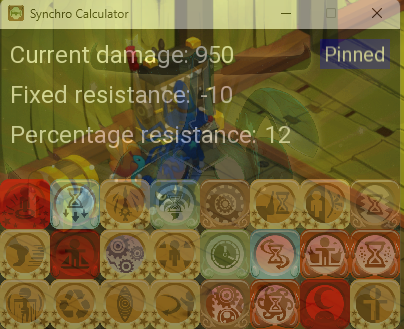 Synchro Calculator
Current damage: 950
Pinned
Fixed resistance: -10
Percentage resistance: 12